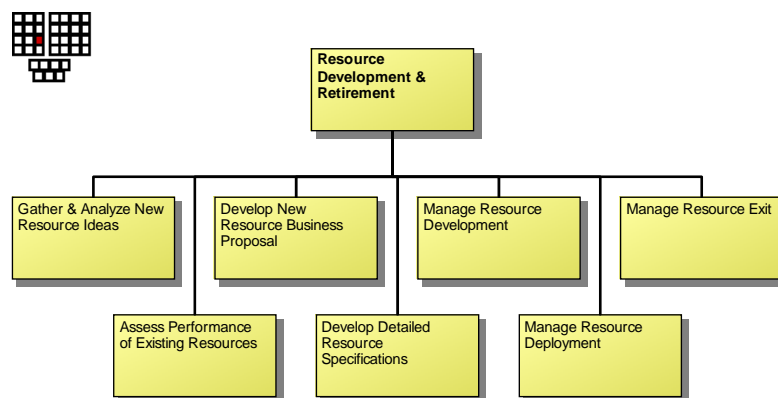 Resource
Development &
Retirement
Gather & Analyze New
Resource Ideas
Develop New
Resource Business
Proposal
Manage Resource
Development
Manage Resource Exit
Assess Performance
of Existing Resources
Develop Detailed
Resource
Specifications
Manage Resource
Deployment